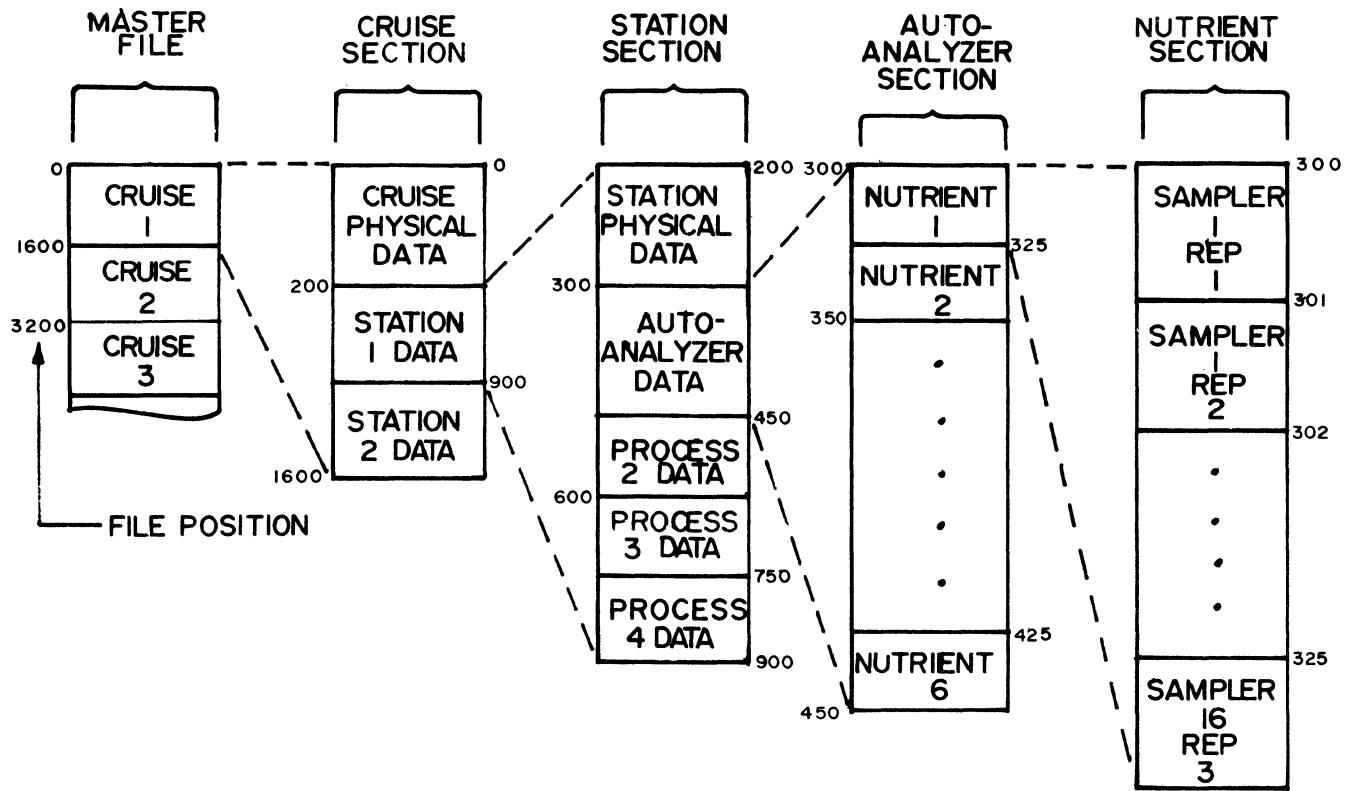 MASTER
FILE
0
CRUISE
1
1600
CRUISE
2
3200
CRUISE
3
FILE POSITION
CRUISE
SECTION
0
CRUISE
PHYSICAL
DATA
200
STATION
1 DATA
900
STATION
2 DATA
1600
STATION
SECTION
200
STATION
PHYSICAL
DATA
300
AUTO-
ANALYZER
DATA
450
PROCESS
2 DATA
600
PROCESS
3 DATA
750
PROCESS
4 DATA
900
AUTO-
ANALYZER
SECTION
300
NUTRIENT
1
325
NUTRIENT
2
350
425
NUTRIENT
6
450
NUTRIENT
SECTION
300
SAMPLER
1
REP
1
301
SAMPLER
1
REP
2
302
325
SAMPLER
16
REP
3